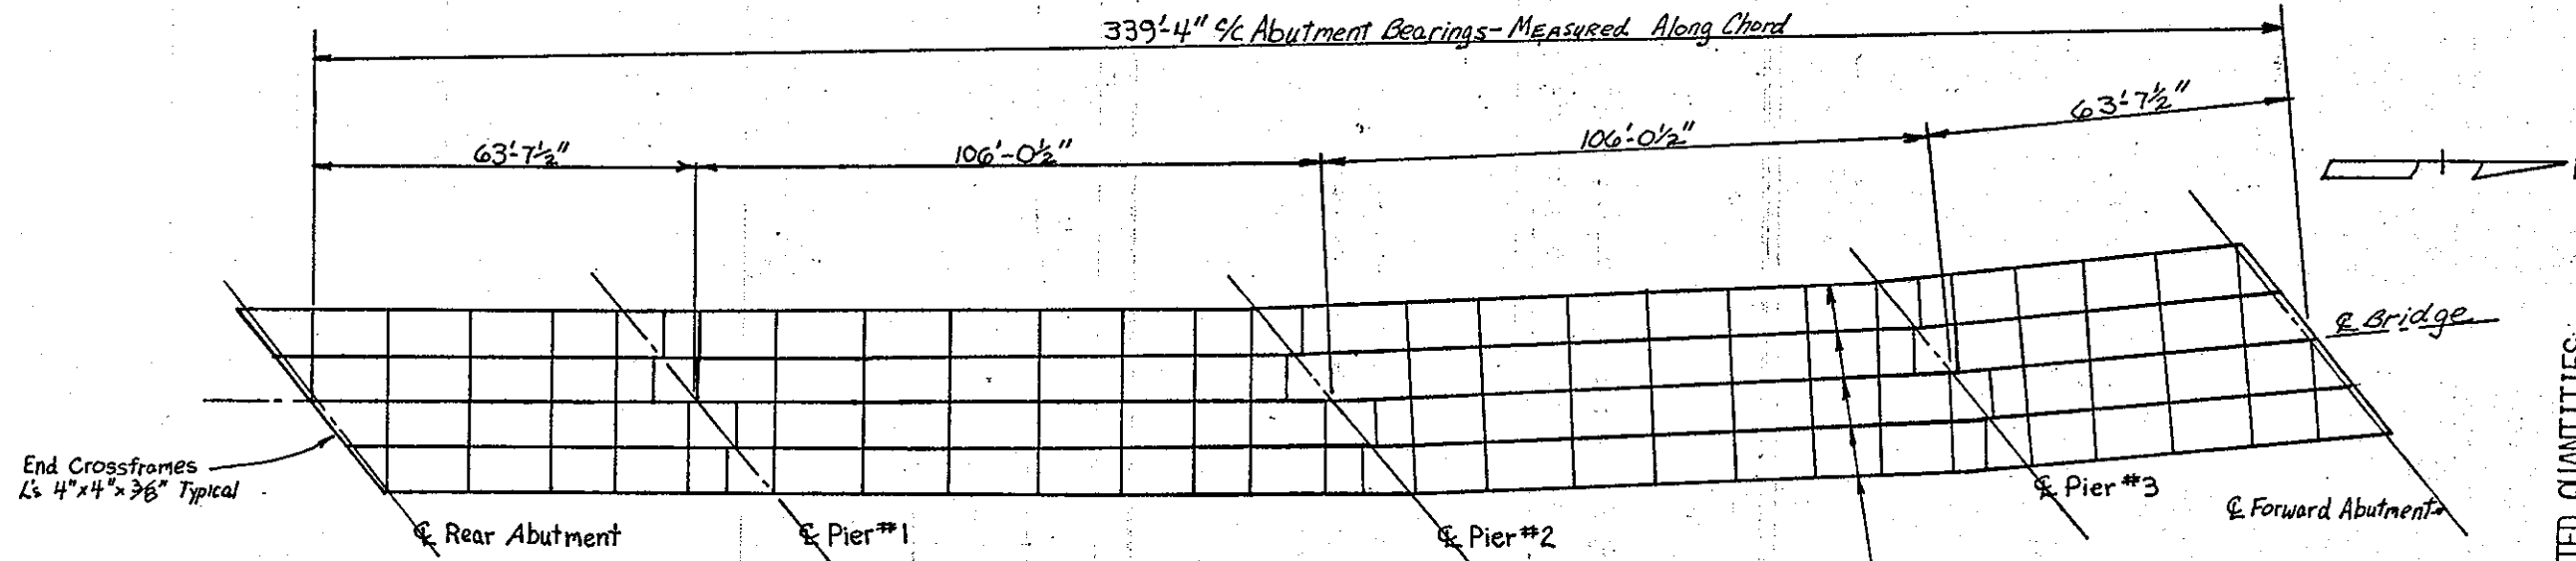 339'-4" c/c Abutment Bearings - Measured Along Chord
63'-7½"
106'-0½"
106'-0½"
63'-7½"
℄ Bridge
End Crossframes
L's 4"x4"x3/8" Typical
℄ Rear Abutment
℄ Pier #1
℄ Pier #2
℄ Pier #3
℄ Forward Abutment
QUANTITIES: